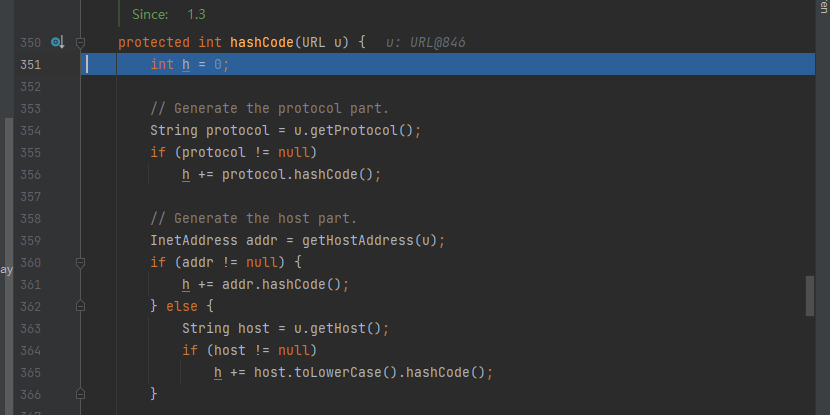 Since: 1.3
350 protected int hashCode(URL u) { u: URL@846
351 int h = 0;
352
353 // Generate the protocol part.
354 String protocol = u.getProtocol();
355 if (protocol != null)
356 h += protocol.hashCode();
357
358 // Generate the host part.
359 InetAddress addr = getHostAddress(u);
360 if (addr != null) {
361 h += addr.hashCode();
362 } else {
363 String host = u.getHost();
364 if (host != null)
365 h += host.toLowerCase().hashCode();
366 }
ay
en